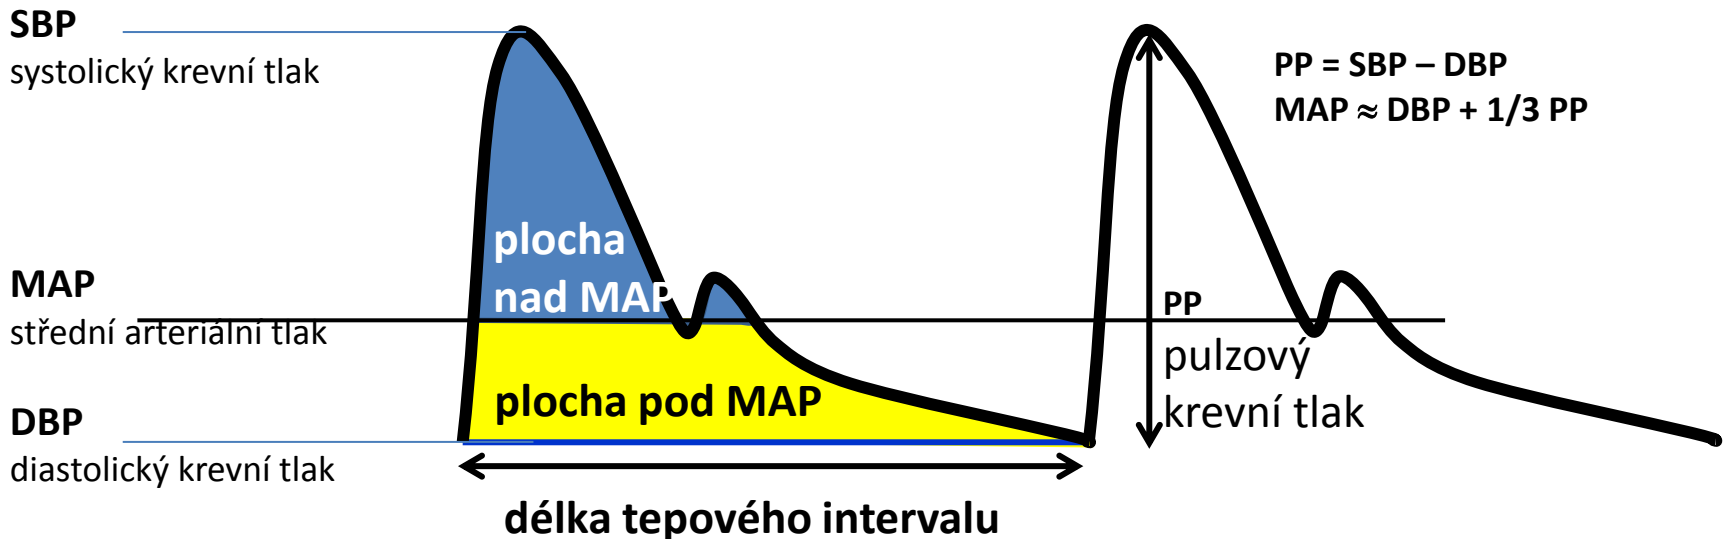 SBP
systolický krevní tlak
PP = SBP – DBP
MAP ≈ DBP + 1/3 PP
plocha
nad MAP
MAP
střední arteriální tlak
PP
pulzový
krevní tlak
plocha pod MAP
DBP
diastolický krevní tlak
délka tepového intervalu